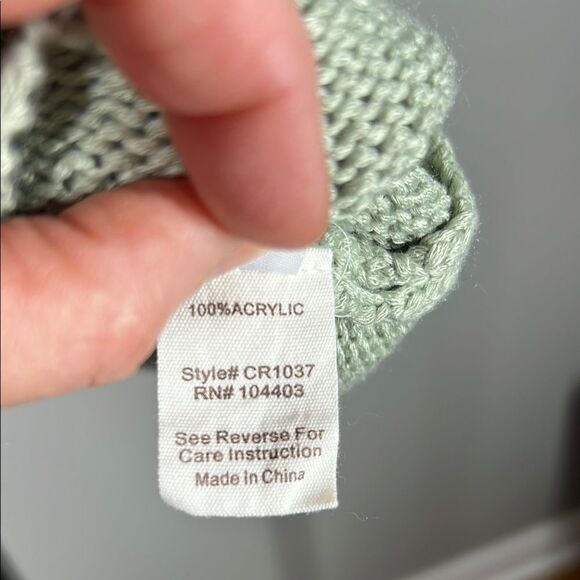 100%ACRYLIC
Style# CR1037
RN# 104403
See Reverse For
Care Instruction
Made in China